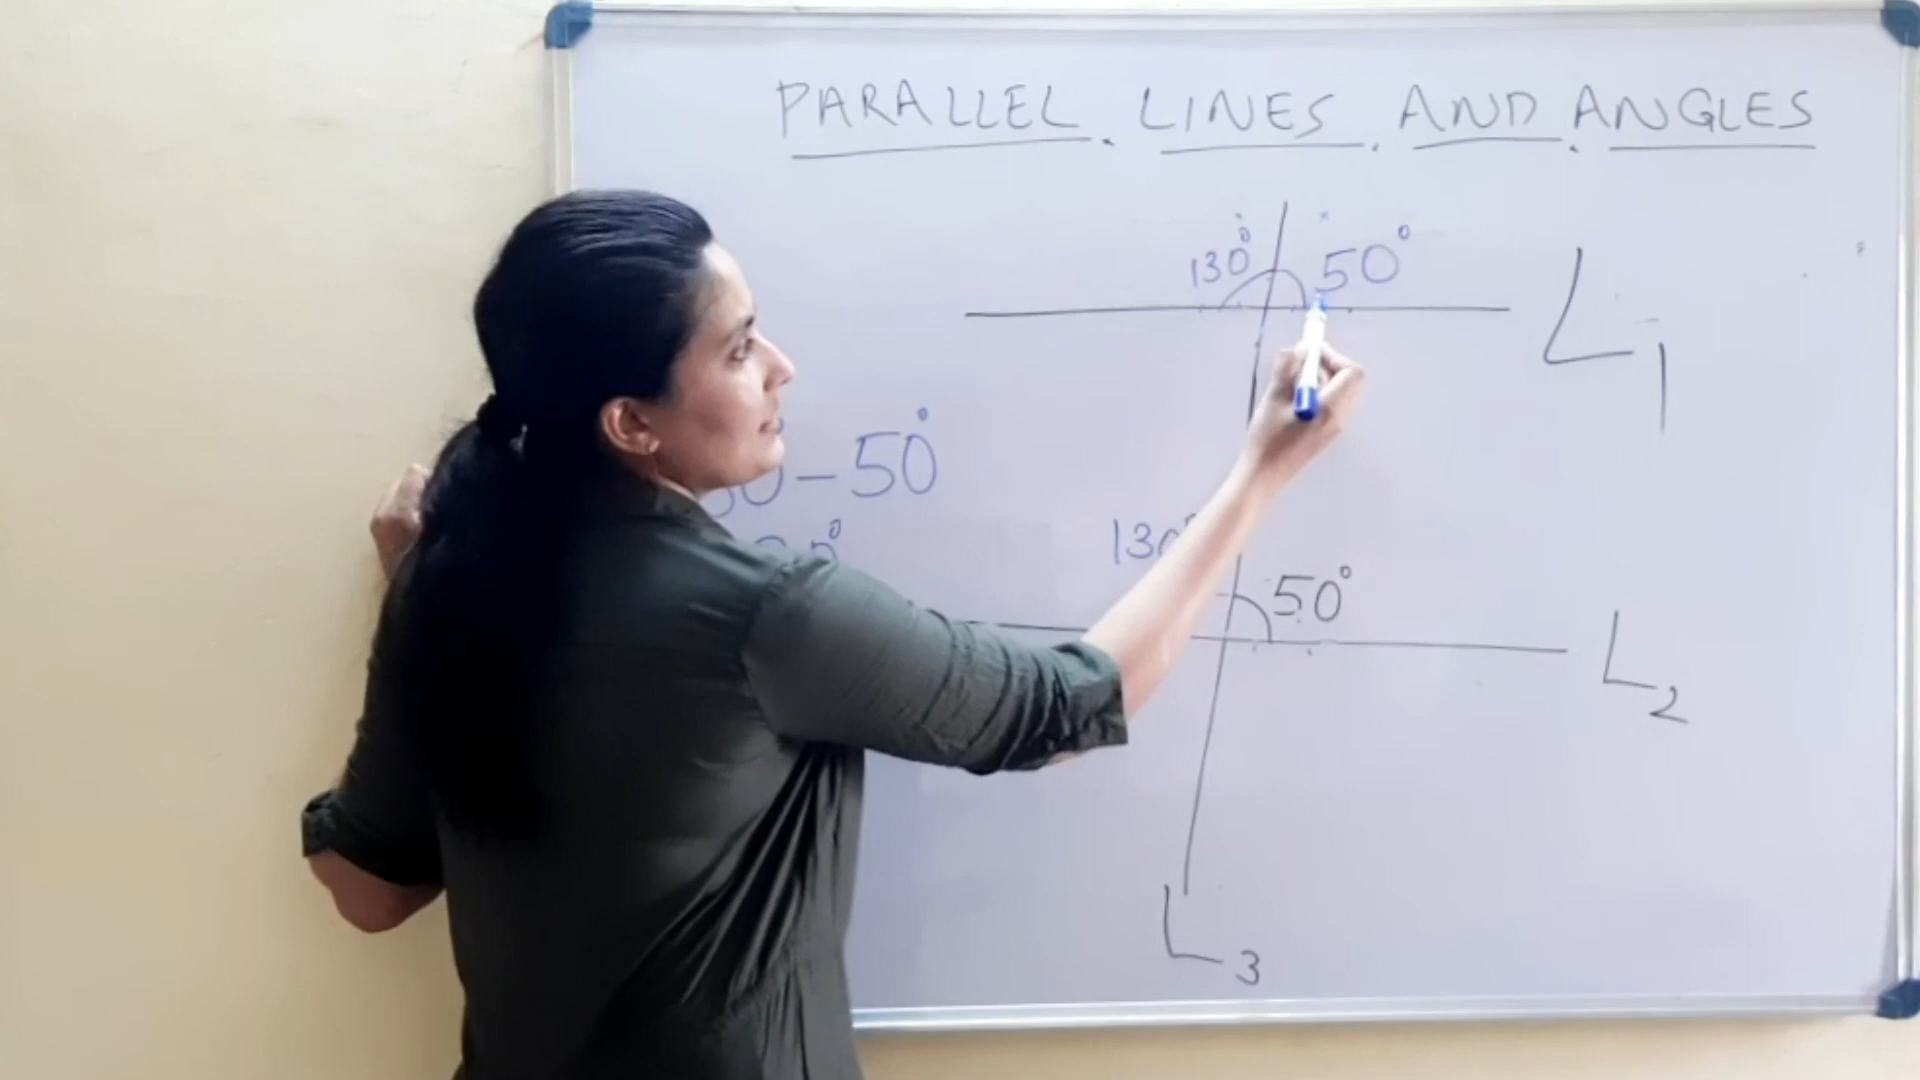 PARALLEL LINES AND ANGLES
130° 50°
L1
-50°
130°
50°
L2
L3